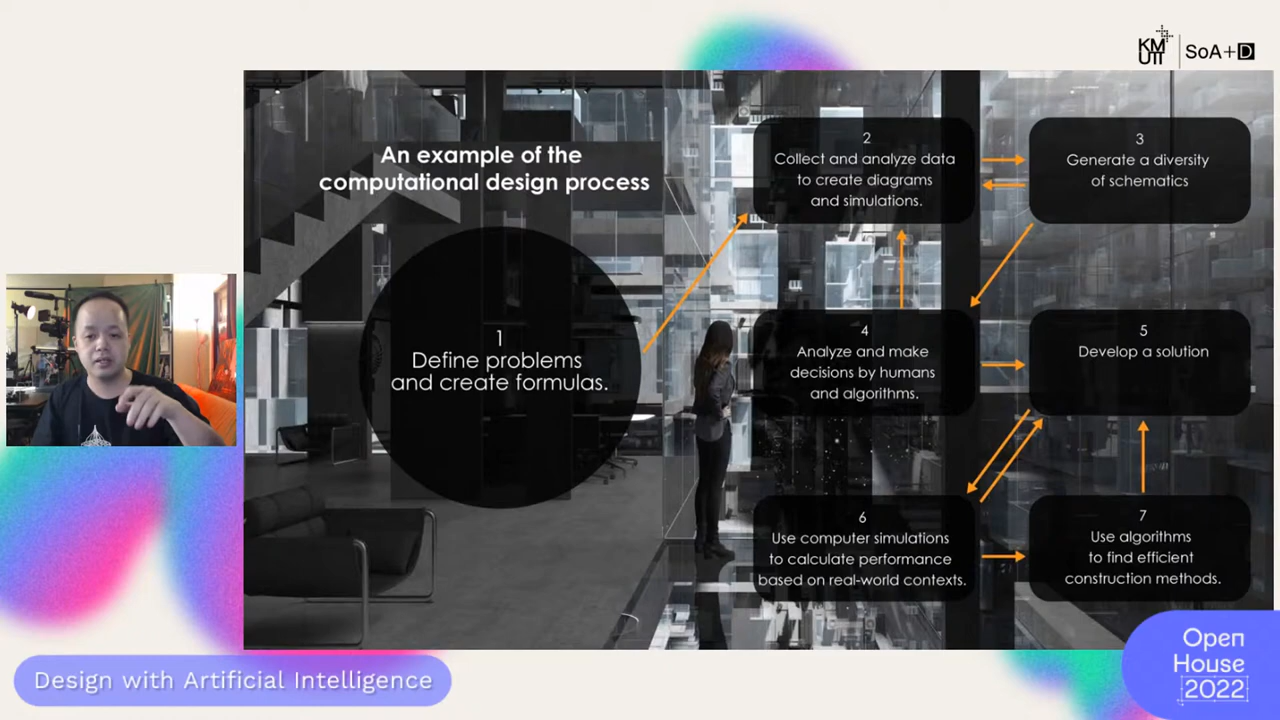 KM
UTT
SoA+D
An example of the
computational design process
1
Define problems
and create formulas.
2
Collect and analyze data
to create diagrams
and simulations.
3
Generate a diversity
of schematics
4
Analyze and make
decisions by humans
and algorithms.
5
Develop a solution
6
Use computer simulations
to calculate performance
based on real-world contexts.
7
Use algorithms
to find efficient
construction methods.
Design with Artificial Intelligence
Open
House
2022